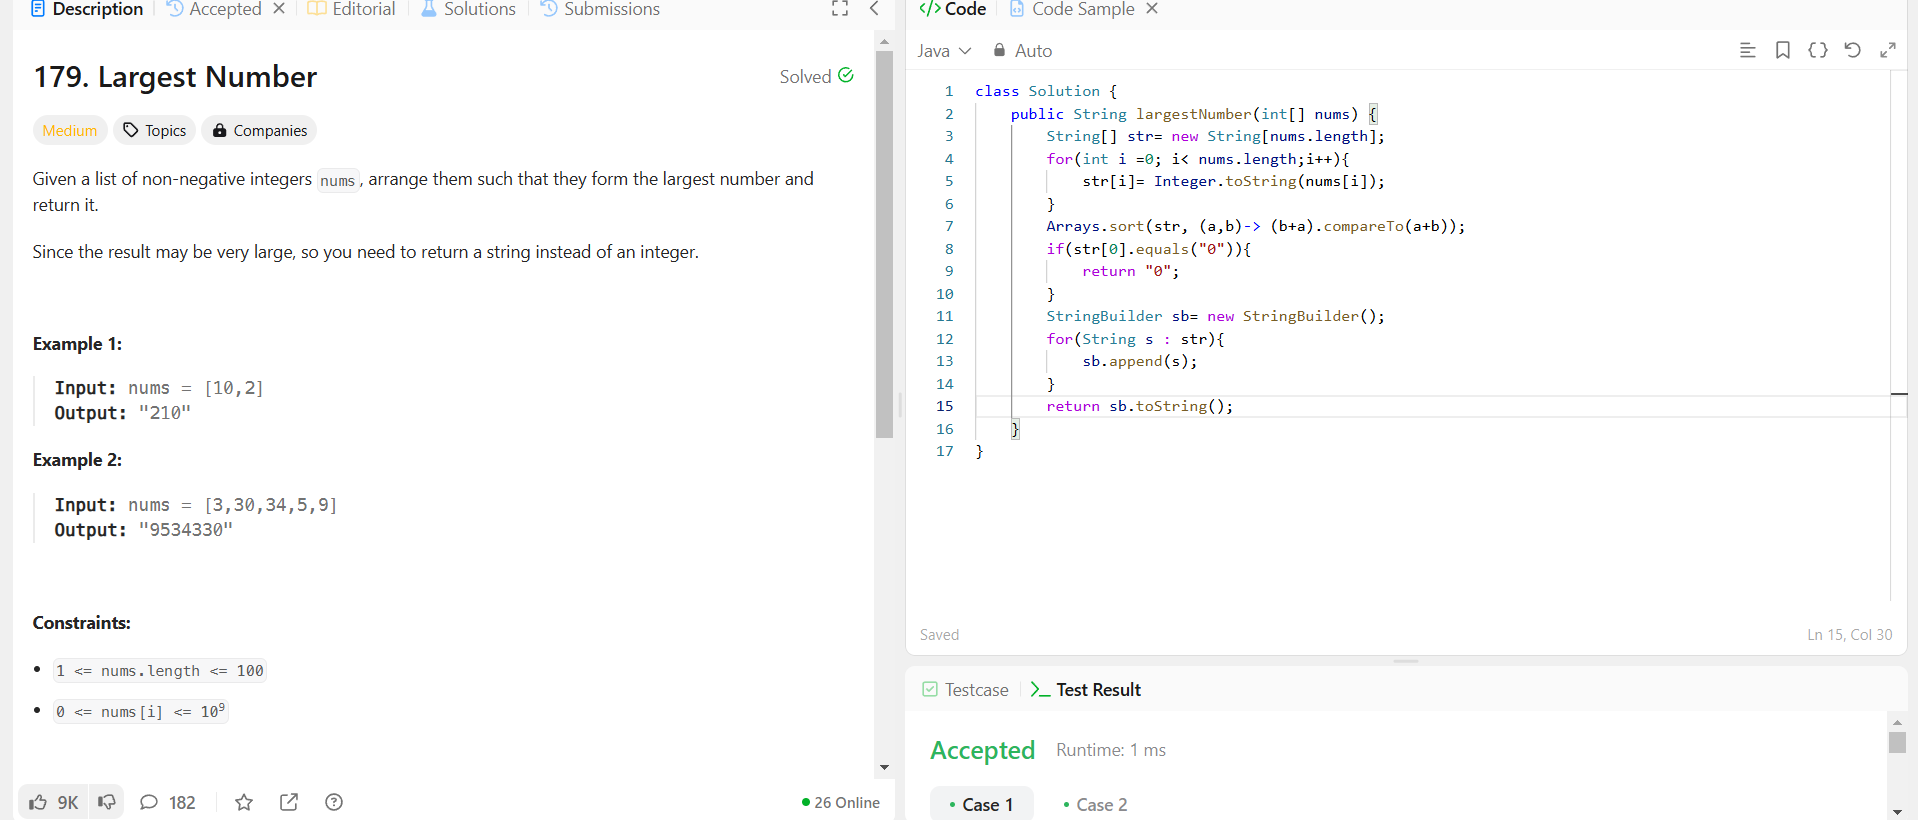 Description Accepted Editorial Solutions Submissions
179. Largest Number
Solved
Medium Topics Companies
Given a list of non-negative integers nums, arrange them such that they form the largest number and
return it.
Since the result may be very large, so you need to return a string instead of an integer.
Example 1:
Input: nums = [10,2]
Output: "210"
Example 2:
Input: nums = [3,30,34,5,9]
Output: "9534330"
Constraints:
• 1 <= nums.length <= 100
• 0 <= nums[i] <= 10⁹
9K 182 26 Online
</> Code Code Sample
Java Auto
1 class Solution {
2 public String largestNumber(int[] nums) {
3 String[] str= new String[nums.length];
4 for(int i =0; i< nums.length;i++){
5 str[i]= Integer.toString(nums[i]);
6 }
7 Arrays.sort(str, (a,b)-> (b+a).compareTo(a+b));
8 if(str[0].equals("0")){
9 return "0";
10 }
11 StringBuilder sb= new StringBuilder();
12 for(String s : str){
13 sb.append(s);
14 }
15 return sb.toString();
16 }
17 }
Saved Ln 15, Col 30
Testcase >_ Test Result
Accepted Runtime: 1 ms
• Case 1 • Case 2